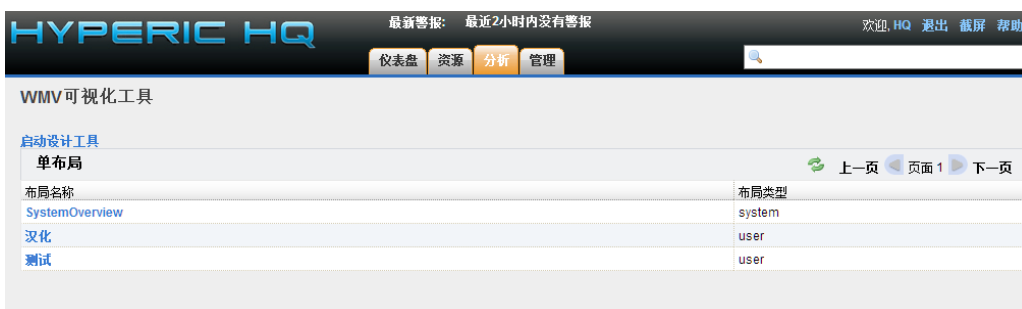 HYPERIC HQ
最新警报: 最近2小时内没有警报
欢迎, HQ 退出 截屏 帮助
仪表盘 资源 分析 管理
WMV可视化工具
启动设计工具
单布局 上一页 页面 1 下一页
布局名称 布局类型
SystemOverview system
汉化 user
测试 user